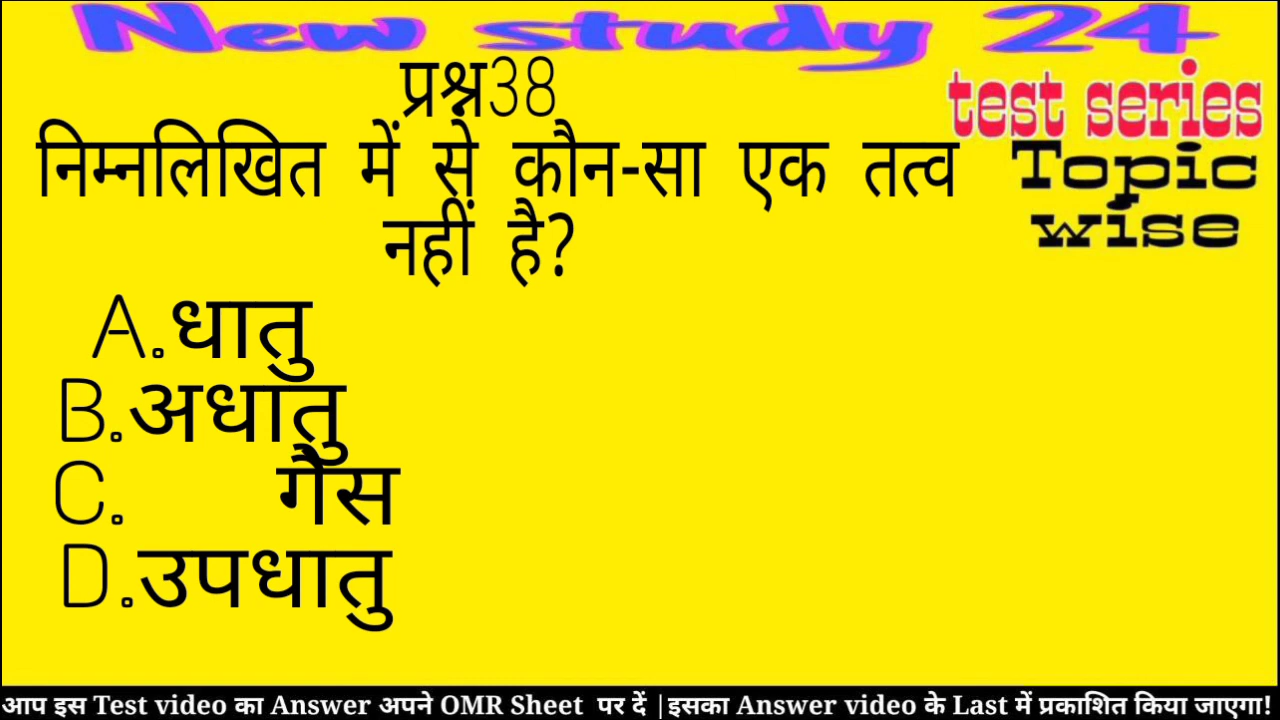 New study 24
test series
Topic
wise
प्रश्न38
निम्नलिखित में से कौन-सा एक तत्व
नहीं है?
A.धातु
B.अधातु
C. गैस
D.उपधातु
आप इस Test video का Answer अपने OMR Sheet पर दें |इसका Answer video के Last में प्रकाशित किया जाएगा!